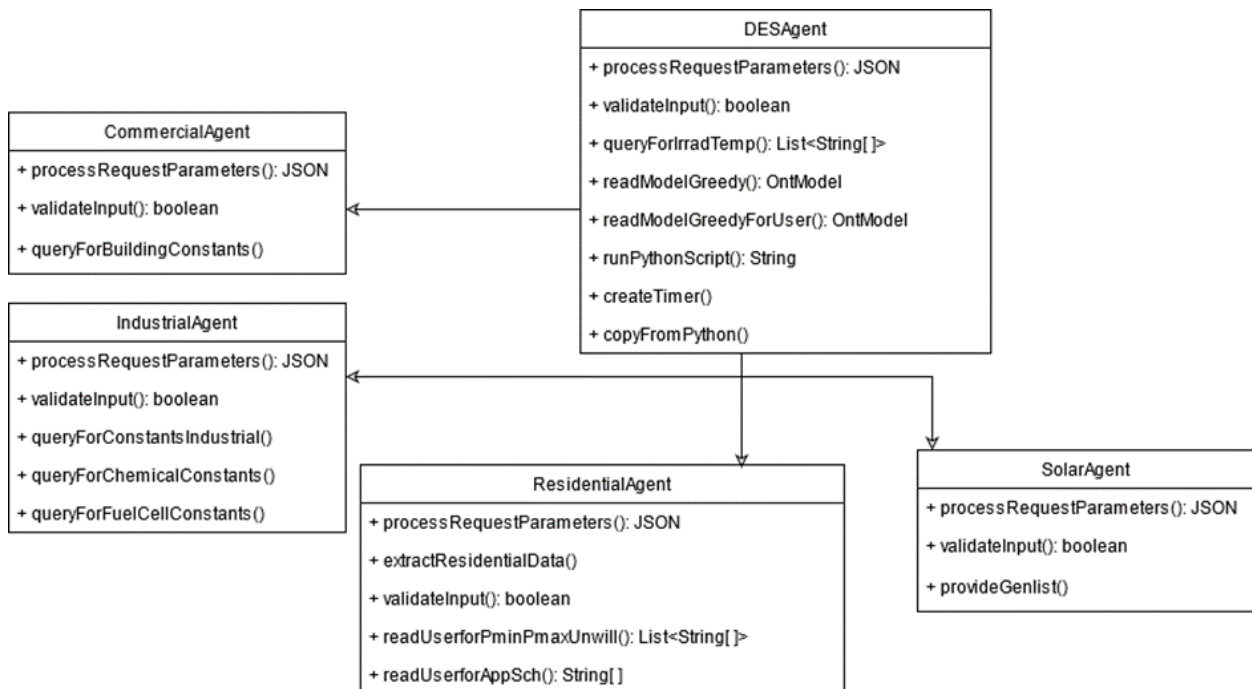 DESAgent
+ processRequestParameters(): JSON
+ validateInput(): boolean
+ queryForIrradTemp(): List<String[ ]>
+ readModelGreedy(): OntModel
+ readModelGreedyForUser(): OntModel
+ runPythonScript(): String
+ createTimer()
+ copyFromPython()
CommercialAgent
+ processRequestParameters(): JSON
+ validateInput(): boolean
+ queryForBuildingConstants()
IndustrialAgent
+ processRequestParameters(): JSON
+ validateInput(): boolean
+ queryForConstantsIndustrial()
+ queryForChemicalConstants()
+ queryForFuelCellConstants()
ResidentialAgent
+ processRequestParameters(): JSON
+ extractResidentialData()
+ validateInput(): boolean
+ readUserforPminPmaxUnwill(): List<String[ ]>
+ readUserforAppSch(): String[ ]
SolarAgent
+ processRequestParameters(): JSON
+ validateInput(): boolean
+ provideGenlist()